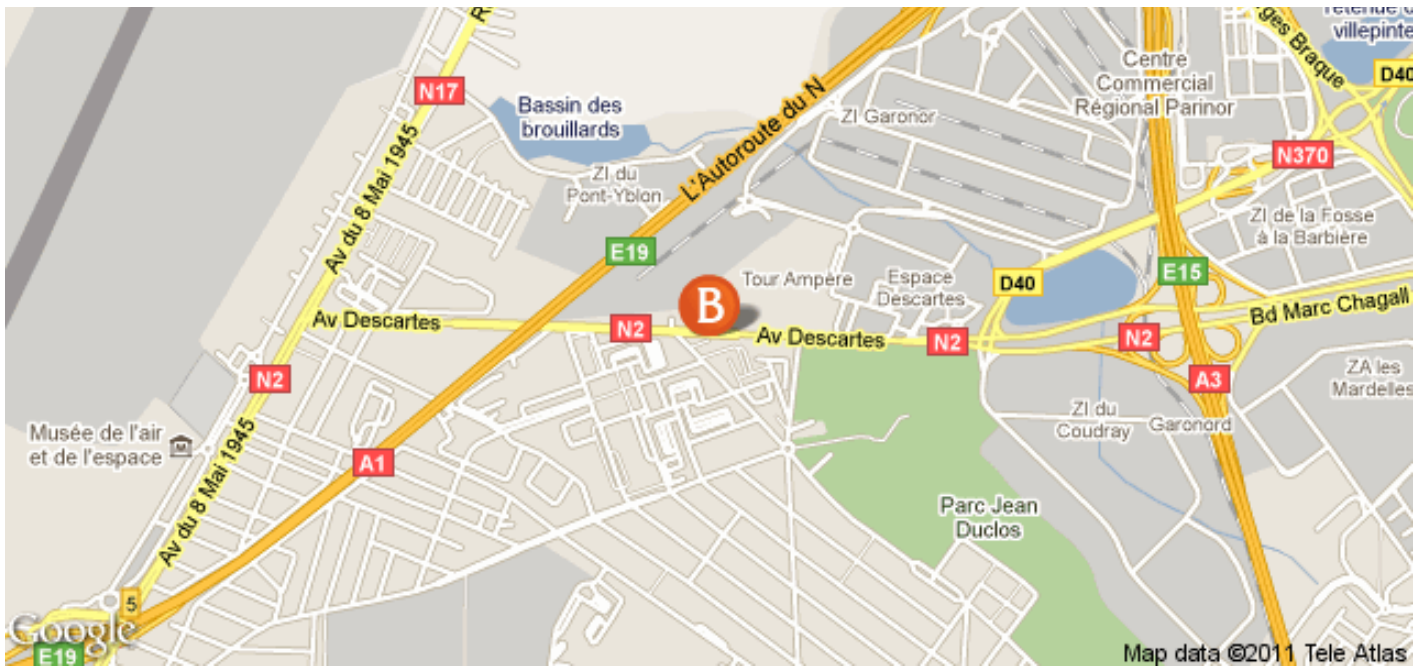 retenue
villepinte
Georges Braque
D40
Centre
Commercial
Régional Parinor
N17
Bassin des
brouillards
L'Autoroute du N
ZI Garonor
N370
ZI du
Pont-Yblon
Av du 8 Mai 1945
ZI de la Fosse
à la Barbière
E19
E15
Tour Ampère
Espace
Descartes
D40
B
Av Descartes
N2
Av Descartes
N2
N2
Bd Marc Chagall
N2
A3
ZA les
Mardelles
ZI du
Coudray
Garonord
Musée de l'air
et de l'espace
A1
Av du 8 Mai 1945
Parc Jean
Duclos
5
Google
E19
Map data ©2011 Tele Atlas